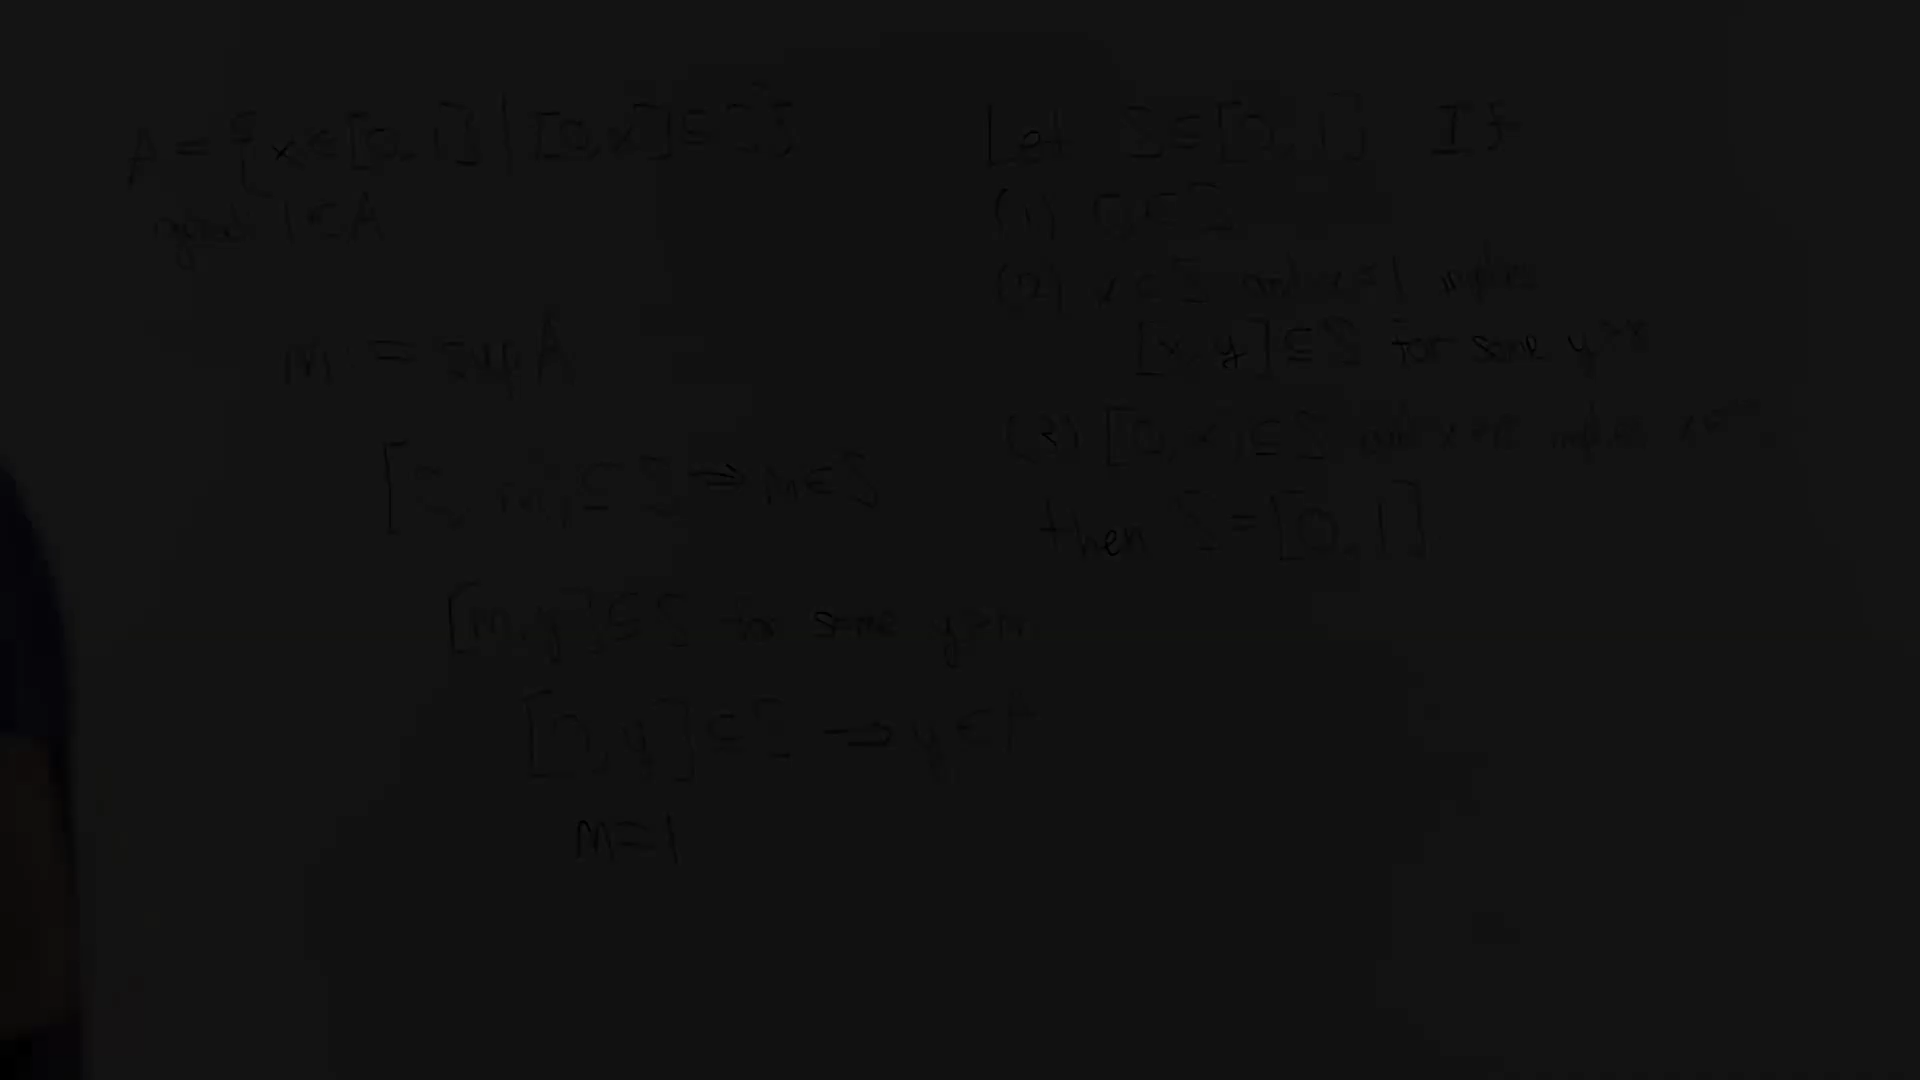 A = { x ∈ [0, 1] | [0, x] ⊆ S }
1 ∈ A
m = sup A
[0, m) ⊆ S ⇒ m ∈ S
[m, y] ⊆ S for some y > m
[0, y] ⊆ S → y ∈ A
m = 1
Let S ⊆ [0, 1] If
(1) 0 ∈ S
(2) x ∈ S and x ≠ 1 implies
[x, y] ⊆ S for some y > x
(3) [0, x) ⊆ S implies x ∈ S
then S = [0, 1]